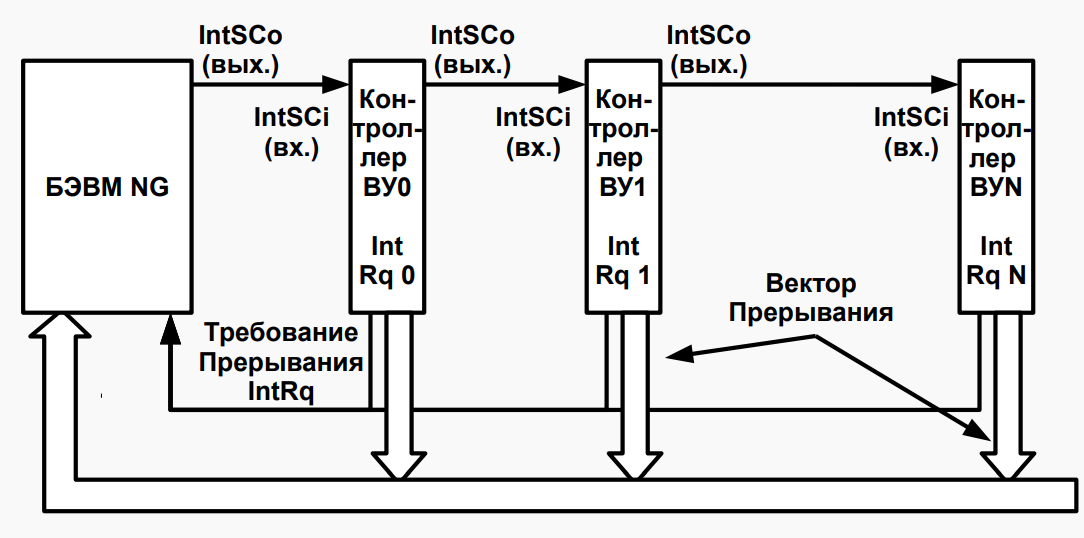 IntSCo
(вых.)
IntSCo
(вых.)
IntSCo
(вых.)
IntSCi
(вх.)
IntSCi
(вх.)
IntSCi
(вх.)
БЭВМ NG
Кон-
трол-
лер
ВУ0
Int
Rq 0
Кон-
трол-
лер
ВУ1
Int
Rq 1
Кон-
трол-
лер
ВУN
Int
Rq N
Требование
Прерывания
IntRq
Вектор
Прерывания